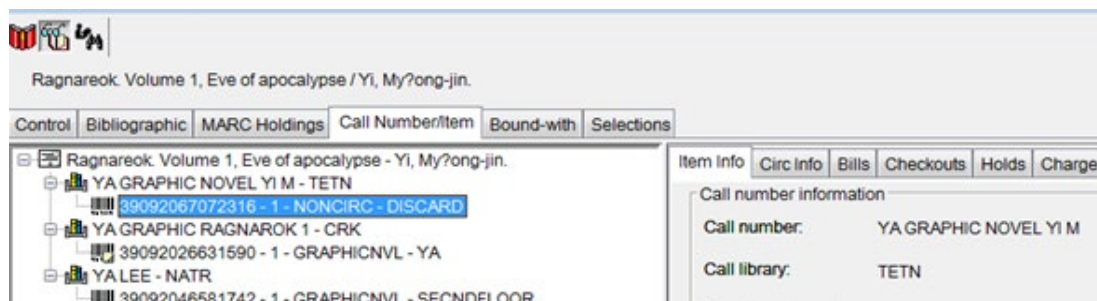 Ragnareok. Volume 1, Eve of apocalypse / Yi, My?ong-jin.
Control Bibliographic MARC Holdings Call Number/Item Bound-with Selections
Ragnareok. Volume 1, Eve of apocalypse - Yi, My?ong-jin.
YA GRAPHIC NOVEL YI M - TETN
39092067072316 - 1 - NONCIRC - DISCARD
YA GRAPHIC RAGNAROK 1 - CRK
39092026631590 - 1 - GRAPHICNVL - YA
YA LEE - NATR
39092046581742 - 1 - GRAPHICNVL - SECNDFLOOR
Item Info Circ Info Bills Checkouts Holds Charge
Call number information
Call number: YA GRAPHIC NOVEL YI M
Call library: TETN